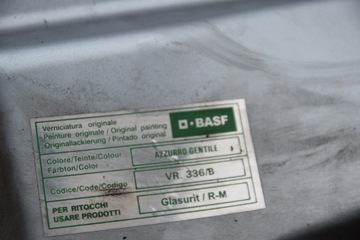 Verniciatura originale
Peinture originale / Original painting
Originallackierung / Pintado original
BASF
Colore/Teinte/Colour
Farbton/Color
AZZURRO GENTILE
Codice/Code/Codigo
VR. 336/B
PER RITOCCHI
USARE PRODOTTI
Glasurit / R-M